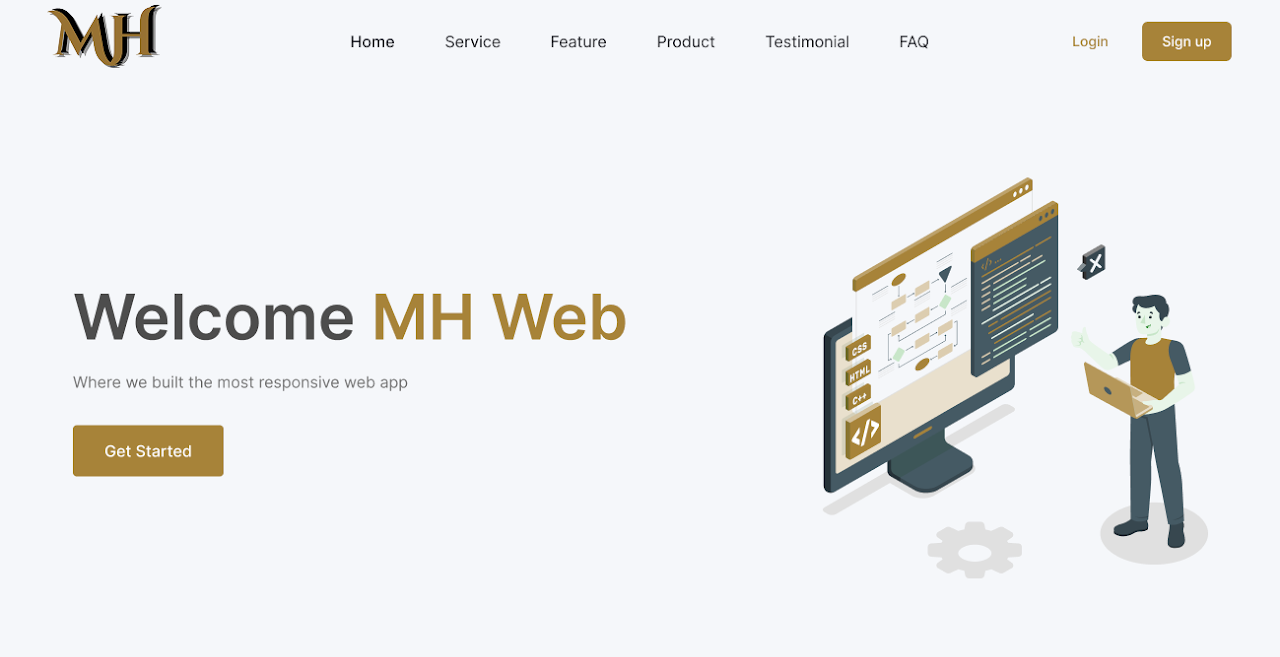 MH
Home Service Feature Product Testimonial FAQ Login Sign up
Welcome MH Web
Where we built the most responsive web app
Get Started
</> ...
X
CSS
HTML
C++
</>